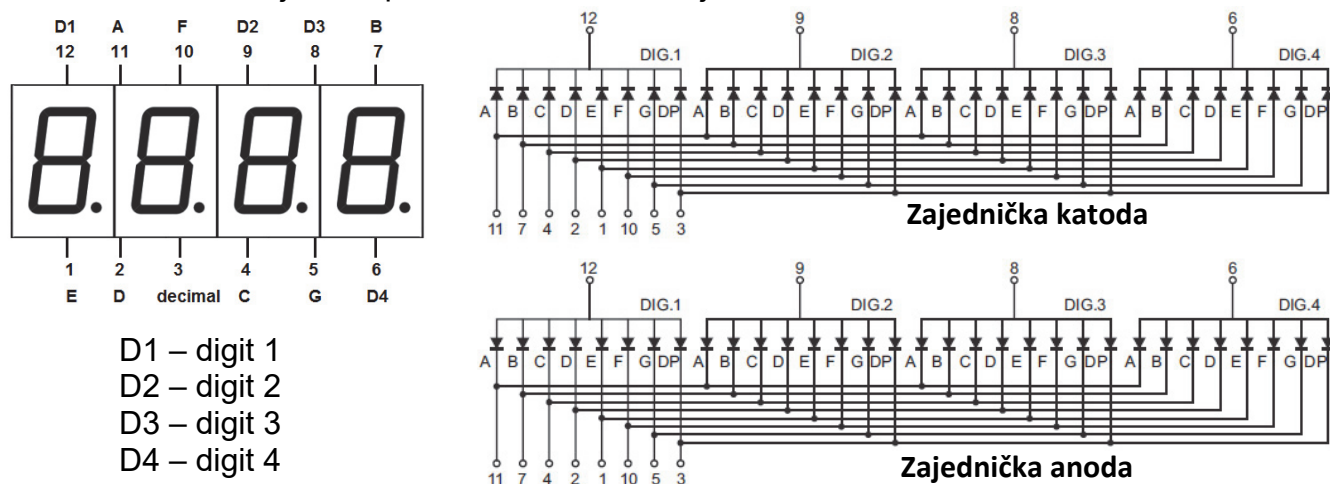 D1 A F D2 D3 B
12 11 10 9 8 7
1 2 3 4 5 6
E D decimal C G D4
D1 – digit 1
D2 – digit 2
D3 – digit 3
D4 – digit 4
12 9 8 6
DIG.1 DIG.2 DIG.3 DIG.4
A B C D E F G DP A B C D E F G DP A B C D E F G DP A B C D E F G DP
11 7 4 2 1 10 5 3
Zajednička katoda
12 9 8 6
DIG.1 DIG.2 DIG.3 DIG.4
A B C D E F G DP A B C D E F G DP A B C D E F G DP A B C D E F G DP
11 7 4 2 1 10 5 3
Zajednička anoda